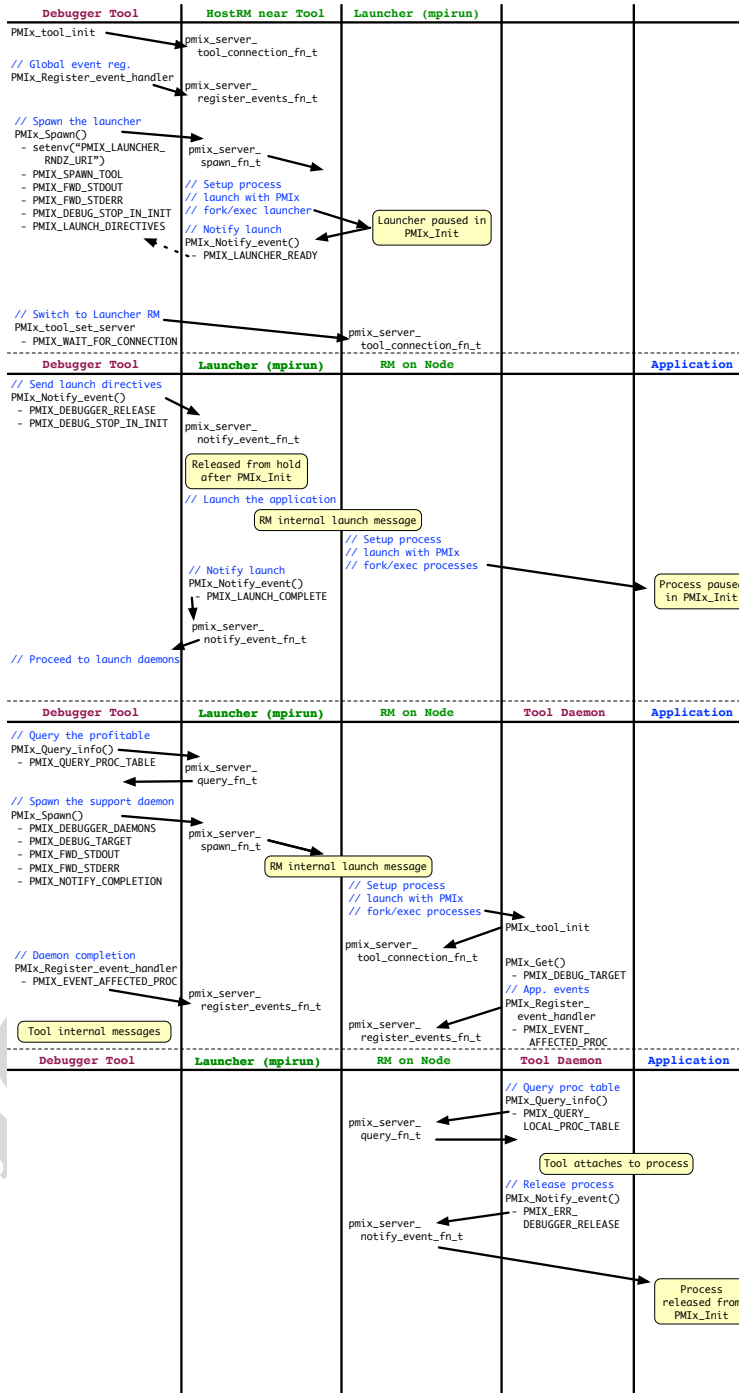 Debugger Tool HostRM near Tool Launcher (mpirun)
PMIx_tool_init
pmix_server_
tool_connection_fn_t
// Global event reg.
PMIx_Register_event_handler
pmix_server_
register_events_fn_t
// Spawn the launcher
PMIx_Spawn()
- setenv(“PMIX_LAUNCHER_
RNDZ_URI”)
- PMIX_SPAWN_TOOL
- PMIX_FWD_STDOUT
- PMIX_FWD_STDERR
- PMIX_DEBUG_STOP_IN_INIT
- PMIX_LAUNCH_DIRECTIVES
pmix_server_
spawn_fn_t
// Setup process
// launch with PMIx
// fork/exec launcher
// Notify launch
PMIx_Notify_event()
- PMIX_LAUNCHER_READY
Launcher paused in
PMIx_Init
// Switch to Launcher RM
PMIx_tool_set_server
- PMIX_WAIT_FOR_CONNECTION
pmix_server_
tool_connection_fn_t
Debugger Tool Launcher (mpirun) RM on Node Application
// Send launch directives
PMIx_Notify_event()
- PMIX_DEBUGGER_RELEASE
- PMIX_DEBUG_STOP_IN_INIT
pmix_server_
notify_event_fn_t
Released from hold
after PMIx_Init
// Launch the application
RM internal launch message
// Setup process
// launch with PMIx
// fork/exec processes
Process paused
in PMIx_Init
// Notify launch
PMIx_Notify_event()
- PMIX_LAUNCH_COMPLETE
pmix_server_
notify_event_fn_t
// Proceed to launch daemons
Debugger Tool Launcher (mpirun) RM on Node Tool Daemon Application
// Query the profitable
PMIx_Query_info()
- PMIX_QUERY_PROC_TABLE
pmix_server_
query_fn_t
// Spawn the support daemon
PMIx_Spawn()
- PMIX_DEBUGGER_DAEMONS
- PMIX_DEBUG_TARGET
- PMIX_FWD_STDOUT
- PMIX_FWD_STDERR
- PMIX_NOTIFY_COMPLETION
pmix_server_
spawn_fn_t
RM internal launch message
// Setup process
// launch with PMIx
// fork/exec processes
PMIx_tool_init
pmix_server_
tool_connection_fn_t
PMIx_Get()
- PMIX_DEBUG_TARGET
// App. events
PMIx_Register_
event_handler
- PMIX_EVENT_
AFFECTED_PROC
// Daemon completion
PMIx_Register_event_handler
- PMIX_EVENT_AFFECTED_PROC
pmix_server_
register_events_fn_t
pmix_server_
register_events_fn_t
Tool internal messages
Debugger Tool Launcher (mpirun) RM on Node Tool Daemon Application
// Query proc table
PMIx_Query_info()
- PMIX_QUERY_
LOCAL_PROC_TABLE
pmix_server_
query_fn_t
Tool attaches to process
// Release process
PMIx_Notify_event()
- PMIX_ERR_
DEBUGGER_RELEASE
pmix_server_
notify_event_fn_t
Process
released from
PMIx_Init